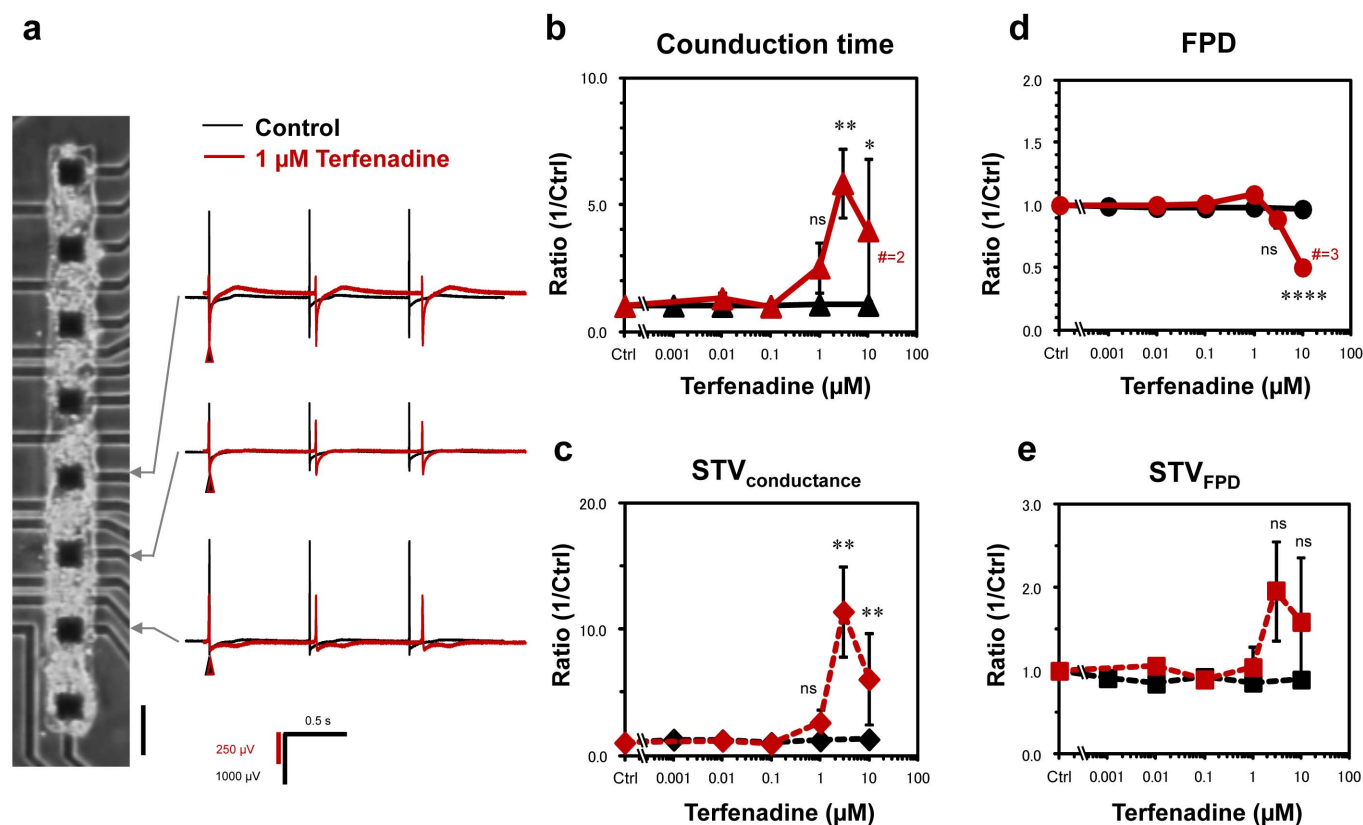 a
Control
1 μM Terfenadine
0.5 s
250 μV
1000 μV
b
Counduction time
10.0
5.0
0.0
Ratio (1/Ctrl)
**
*
ns
#=2
Ctrl 0.001 0.01 0.1 1 10 100
Terfenadine (μM)
c
STVconductance
20.0
10.0
0.0
Ratio (1/Ctrl)
**
**
ns
Ctrl 0.001 0.01 0.1 1 10 100
Terfenadine (μM)
d
FPD
2.0
1.5
1.0
0.5
0.0
Ratio (1/Ctrl)
ns
#=3
****
Ctrl 0.001 0.01 0.1 1 10 100
Terfenadine (μM)
e
STVFPD
3.0
2.0
1.0
0.0
Ratio (1/Ctrl)
ns
ns
Ctrl 0.001 0.01 0.1 1 10 100
Terfenadine (μM)